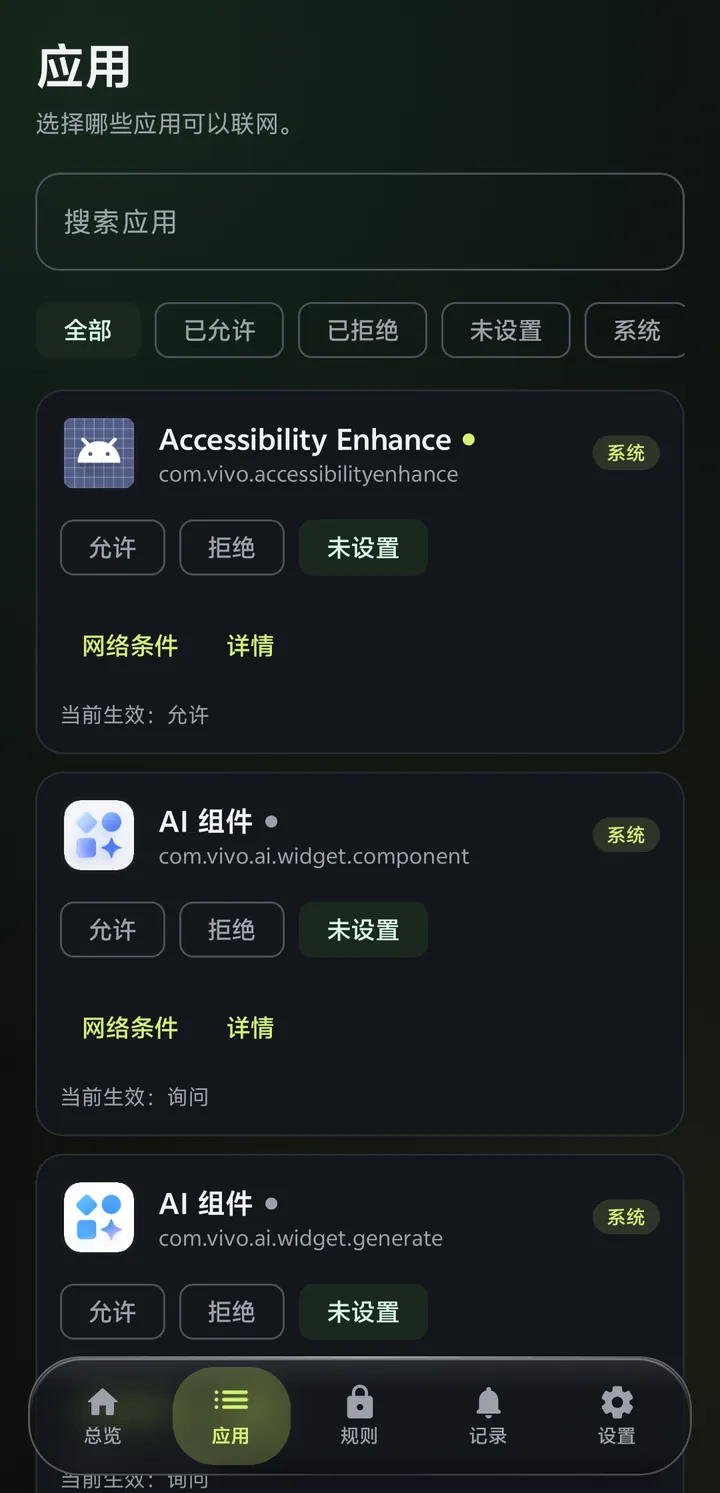 应用
选择哪些应用可以联网。
搜索应用
全部 已允许 已拒绝 未设置 系统
Accessibility Enhance
com.vivo.accessibilityenhance
系统
允许 拒绝 未设置
网络条件 详情
当前生效：允许
AI 组件
com.vivo.ai.widget.component
系统
允许 拒绝 未设置
网络条件 详情
当前生效：询问
AI 组件
com.vivo.ai.widget.generate
系统
允许 拒绝 未设置
总览 应用 规则 记录 设置
当前生效：询问